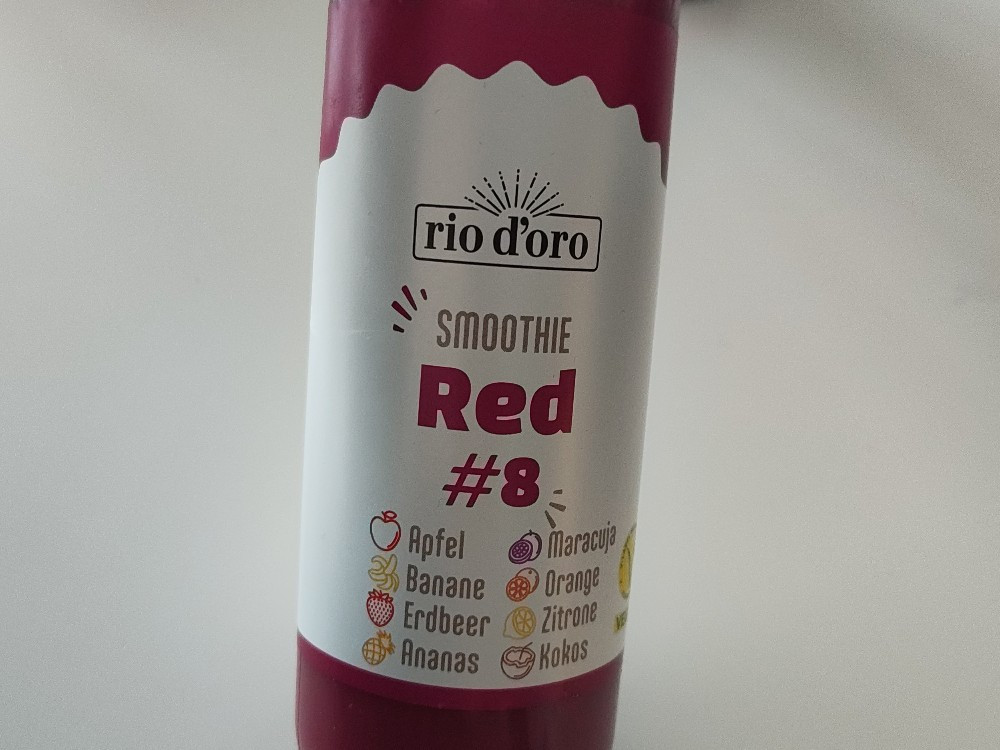 rio d'oro
SMOOTHIE
Red
#8
Apfel
Banane
Erdbeer
Ananas
Maracuja
Orange
Zitrone
Kokos